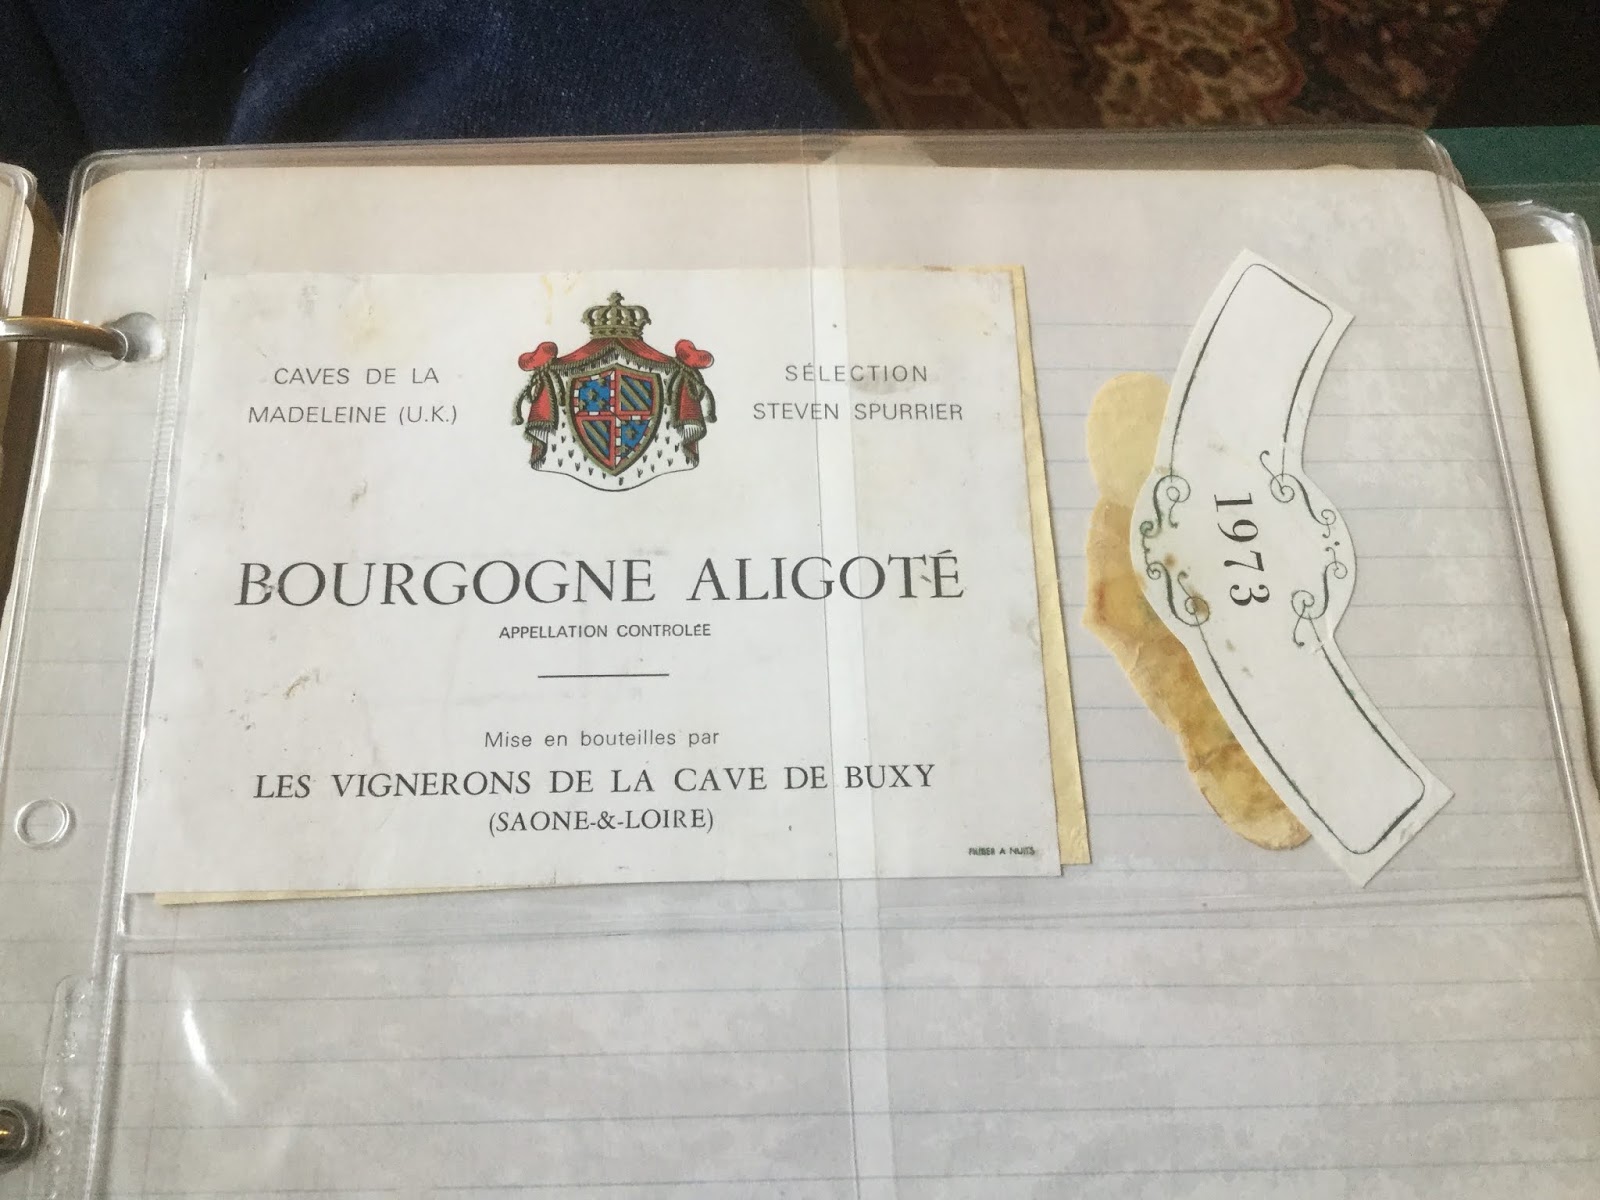 CAVES DE LA
MADELEINE (U.K.)
SÉLECTION
STEVEN SPURRIER
BOURGOGNE ALIGOTÉ
APPELLATION CONTROLÉE
Mise en bouteilles par
LES VIGNERONS DE LA CAVE DE BUXY
(SAONE-&-LOIRE)
A NUITS
1973